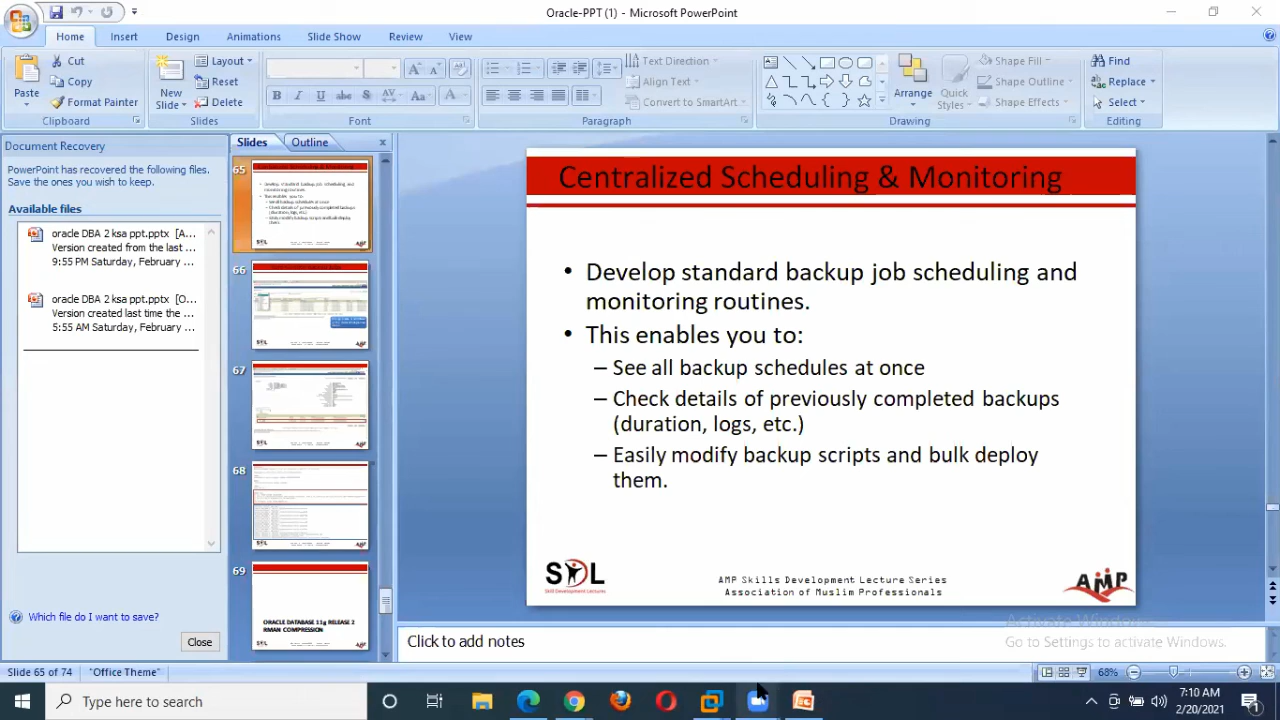 Oracle-PPT (1) - Microsoft PowerPoint
Home Insert Design Animations Slide Show Review View
Paste
Cut
Copy
Format Painter
Clipboard
New Slide
Layout
Reset
Delete
Slides
B I U abc S AV Aa A
Font
Text Direction
Align Text
Convert to SmartArt
Paragraph
Arrange
Quick Styles
Shape Fill
Shape Outline
Shape Effects
Drawing
Find
Replace
Select
Editing
Document Recovery
PowerPoint has recovered the following files.
Save the ones you wish to keep.
Available files
oracle DBA 2 ksa ppt.pptx [A...
Version created from the last ...
9:55 PM Saturday, February ...
oracle DBA 2 ksa ppt.pptx [O...
Version created last time the ...
5:55 AM Saturday, February ...
Which file do I want to save?
Close
Slides Outline
65
66
67
68
69
ORACLE DATABASE 11g RELEASE 2
RMAN COMPRESSION
Centralized Scheduling & Monitoring
• Develop standard backup job scheduling and
monitoring routines.
• This enables you to:
– See all backup schedules at once
– Check details of previously completed backups
(duration, logs, etc.)
– Easily modify backup scripts and bulk deploy
them.
SDL
Skill Development Lectures
AMP Skills Development Lecture Series
Association of Muslim Professionals
AMP
Click to add notes
Activate Windows
Go to Settings to activate Windows.
Slide 65 of 74 "Office Theme" 68%
Type here to search
7:10 AM
2/20/2021